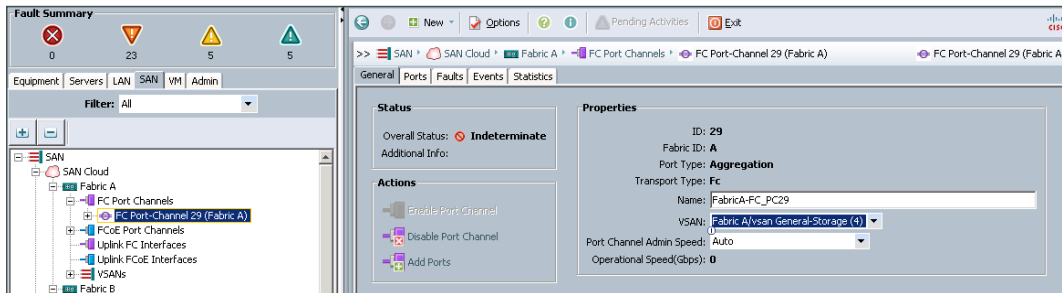 Fault Summary
0 23 5 5
Equipment Servers LAN SAN VM Admin
Filter: All
SAN
SAN Cloud
Fabric A
FC Port Channels
FC Port-Channel 29 (Fabric A)
FCoE Port Channels
Uplink FC Interfaces
Uplink FCoE Interfaces
VSANs
Fabric B
New Options Pending Activities Exit
>> SAN SAN Cloud Fabric A FC Port Channels FC Port-Channel 29 (Fabric A) FC Port-Channel 29 (Fabric A
General Ports Faults Events Statistics
Status
Overall Status: Indeterminate
Additional Info:
Actions
Enable Port Channel
Disable Port Channel
Add Ports
Properties
ID: 29
Fabric ID: A
Port Type: Aggregation
Transport Type: Fc
Name: FabricA-FC_PC29
VSAN: Fabric A/vsan General-Storage (4)
Port Channel Admin Speed: Auto
Operational Speed(Gbps): 0